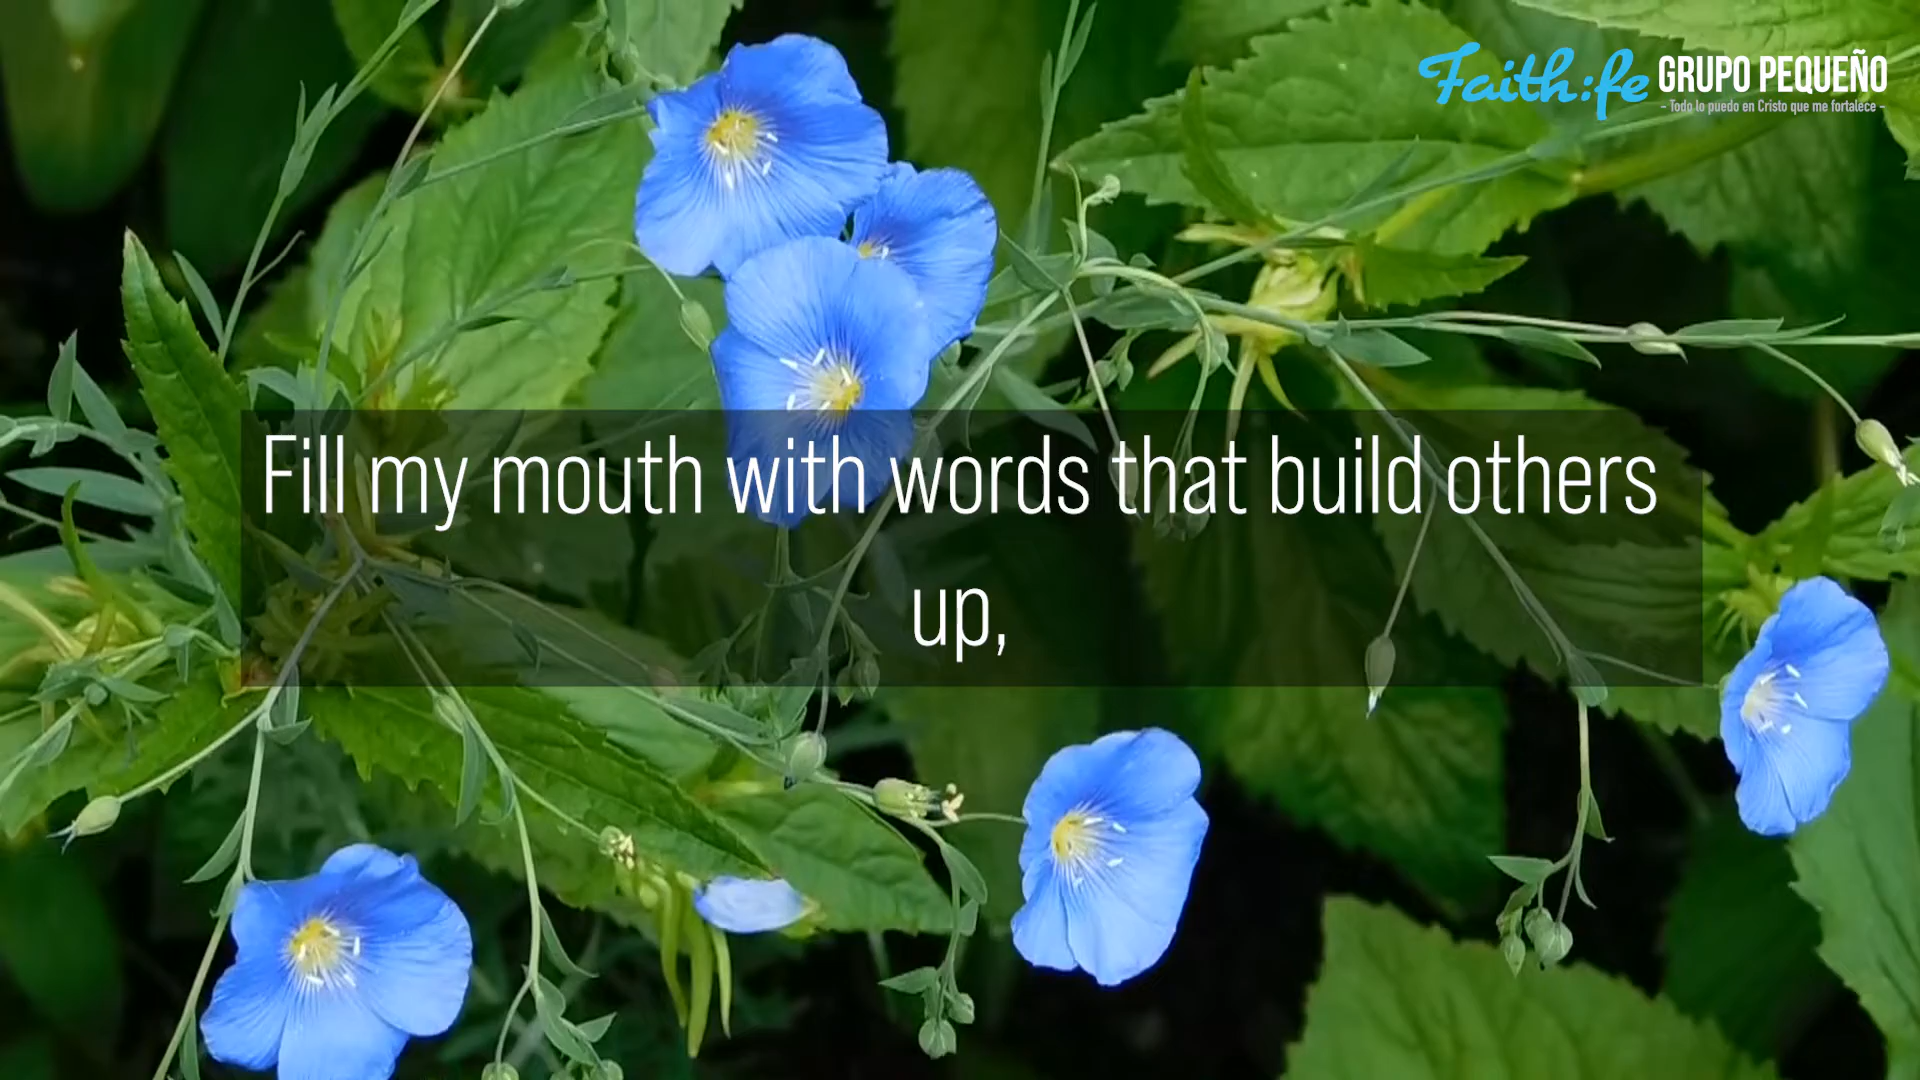 Faith:fe GRUPO PEQUEÑO
- Todo lo puedo en Cristo que me fortalece -
Fill my mouth with words that build others
up,